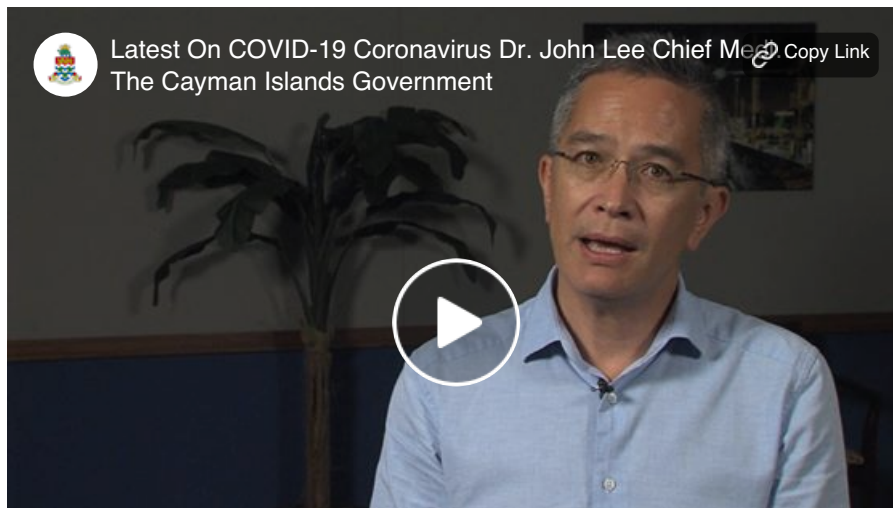 Latest On COVID-19 Coronavirus Dr. John Lee Chief
Copy Link
The Cayman Islands Government